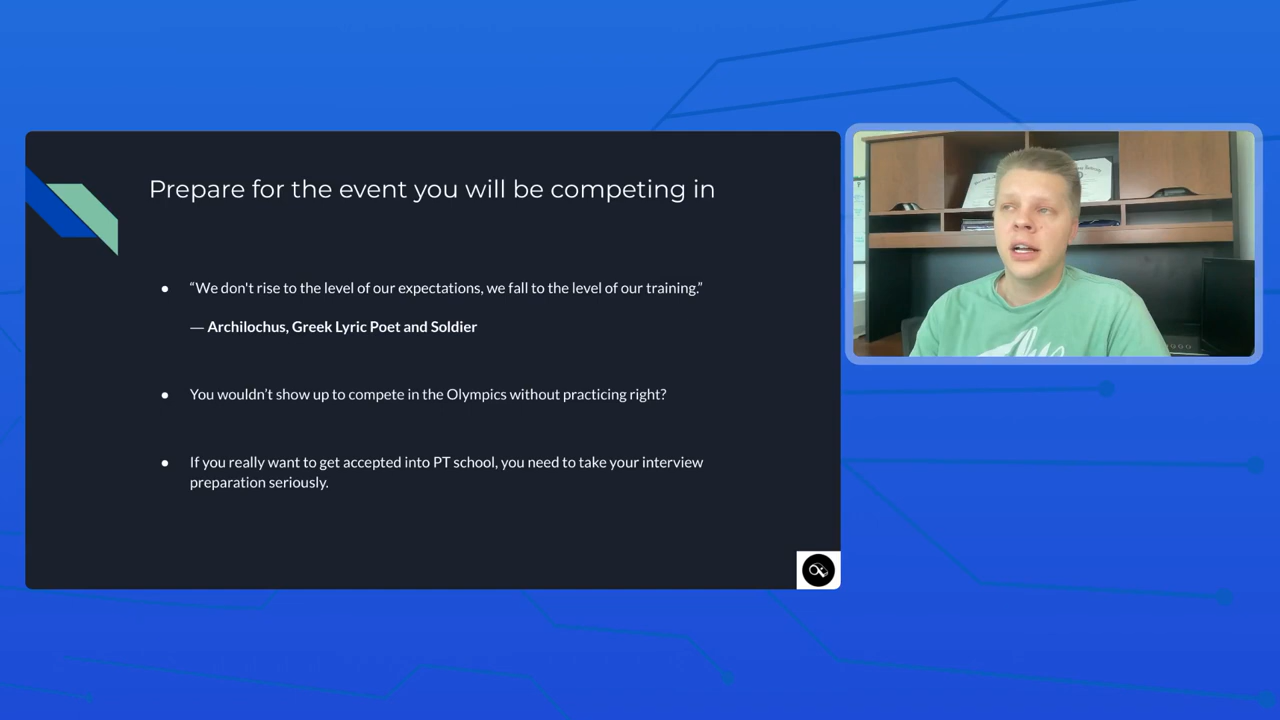 Prepare for the event you will be competing in
● “We don't rise to the level of our expectations, we fall to the level of our training.”
— Archilochus, Greek Lyric Poet and Soldier
● You wouldn’t show up to compete in the Olympics without practicing right?
● If you really want to get accepted into PT school, you need to take your interview
preparation seriously.